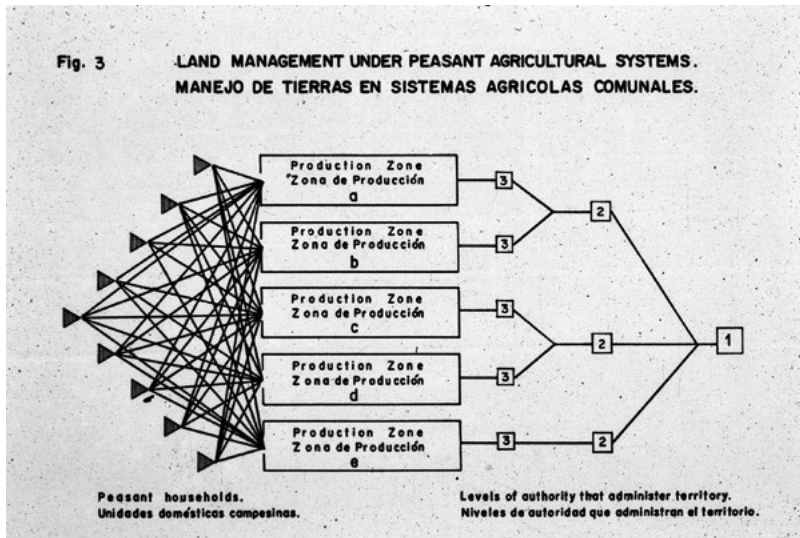 Fig. 3
LAND MANAGEMENT UNDER PEASANT AGRICULTURAL SYSTEMS.
MANEJO DE TIERRAS EN SISTEMAS AGRICOLAS COMUNALES.
Production Zone
Zona de Producción
a
3
2
Production Zone
Zona de Producción
b
3
Production Zone
Zona de Producción
c
3
2
1
Production Zone
Zona de Producción
d
3
Production Zone
Zona de Producción
e
3
2
Peasant households.
Unidades domésticas campesinas.
Levels of authority that administer territory.
Niveles de autoridad que administran el territorio.